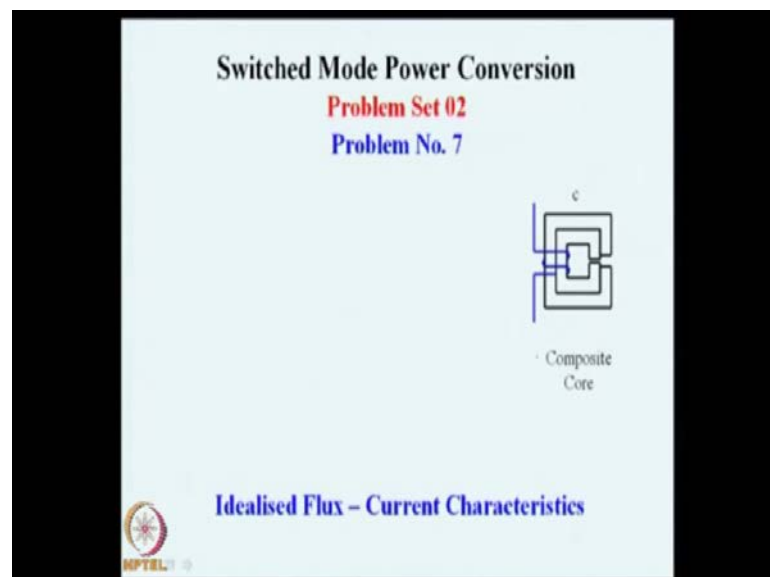 Switched Mode Power Conversion
Problem Set 02
Problem No. 7
c
Composite
Core
Idealised Flux – Current Characteristics
NPTEL